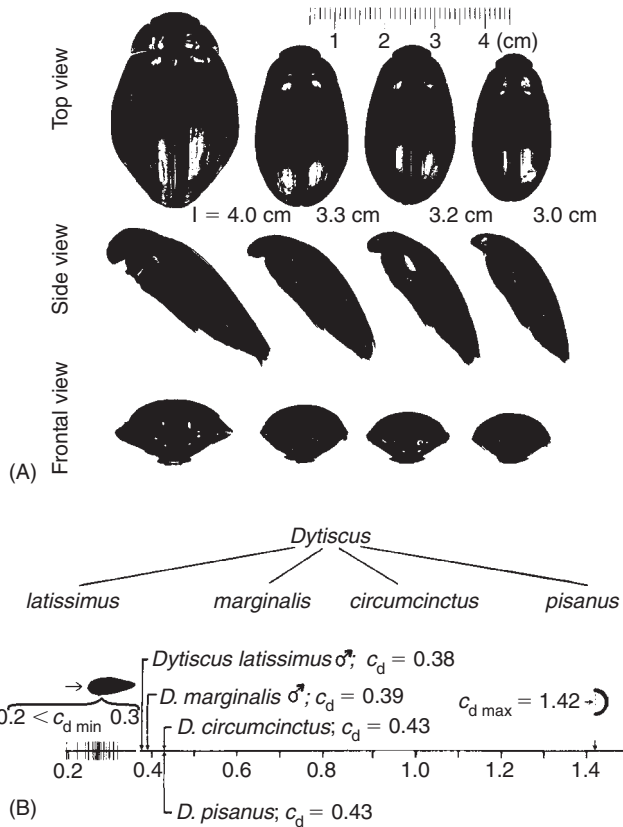 1 2 3 4 (cm)
Top view
l = 4.0 cm 3.3 cm 3.2 cm 3.0 cm
Side view
Frontal view
(A)
Dytiscus
latissimus marginalis circumcinctus pisanus
Dytiscus latissimus ♂; cd = 0.38
D. marginalis ♂; cd = 0.39
cd max = 1.42
0.2 < cd min 0.3
D. circumcinctus; cd = 0.43
0.2 0.4 0.6 0.8 1.0 1.2 1.4
(B)
D. pisanus; cd = 0.43